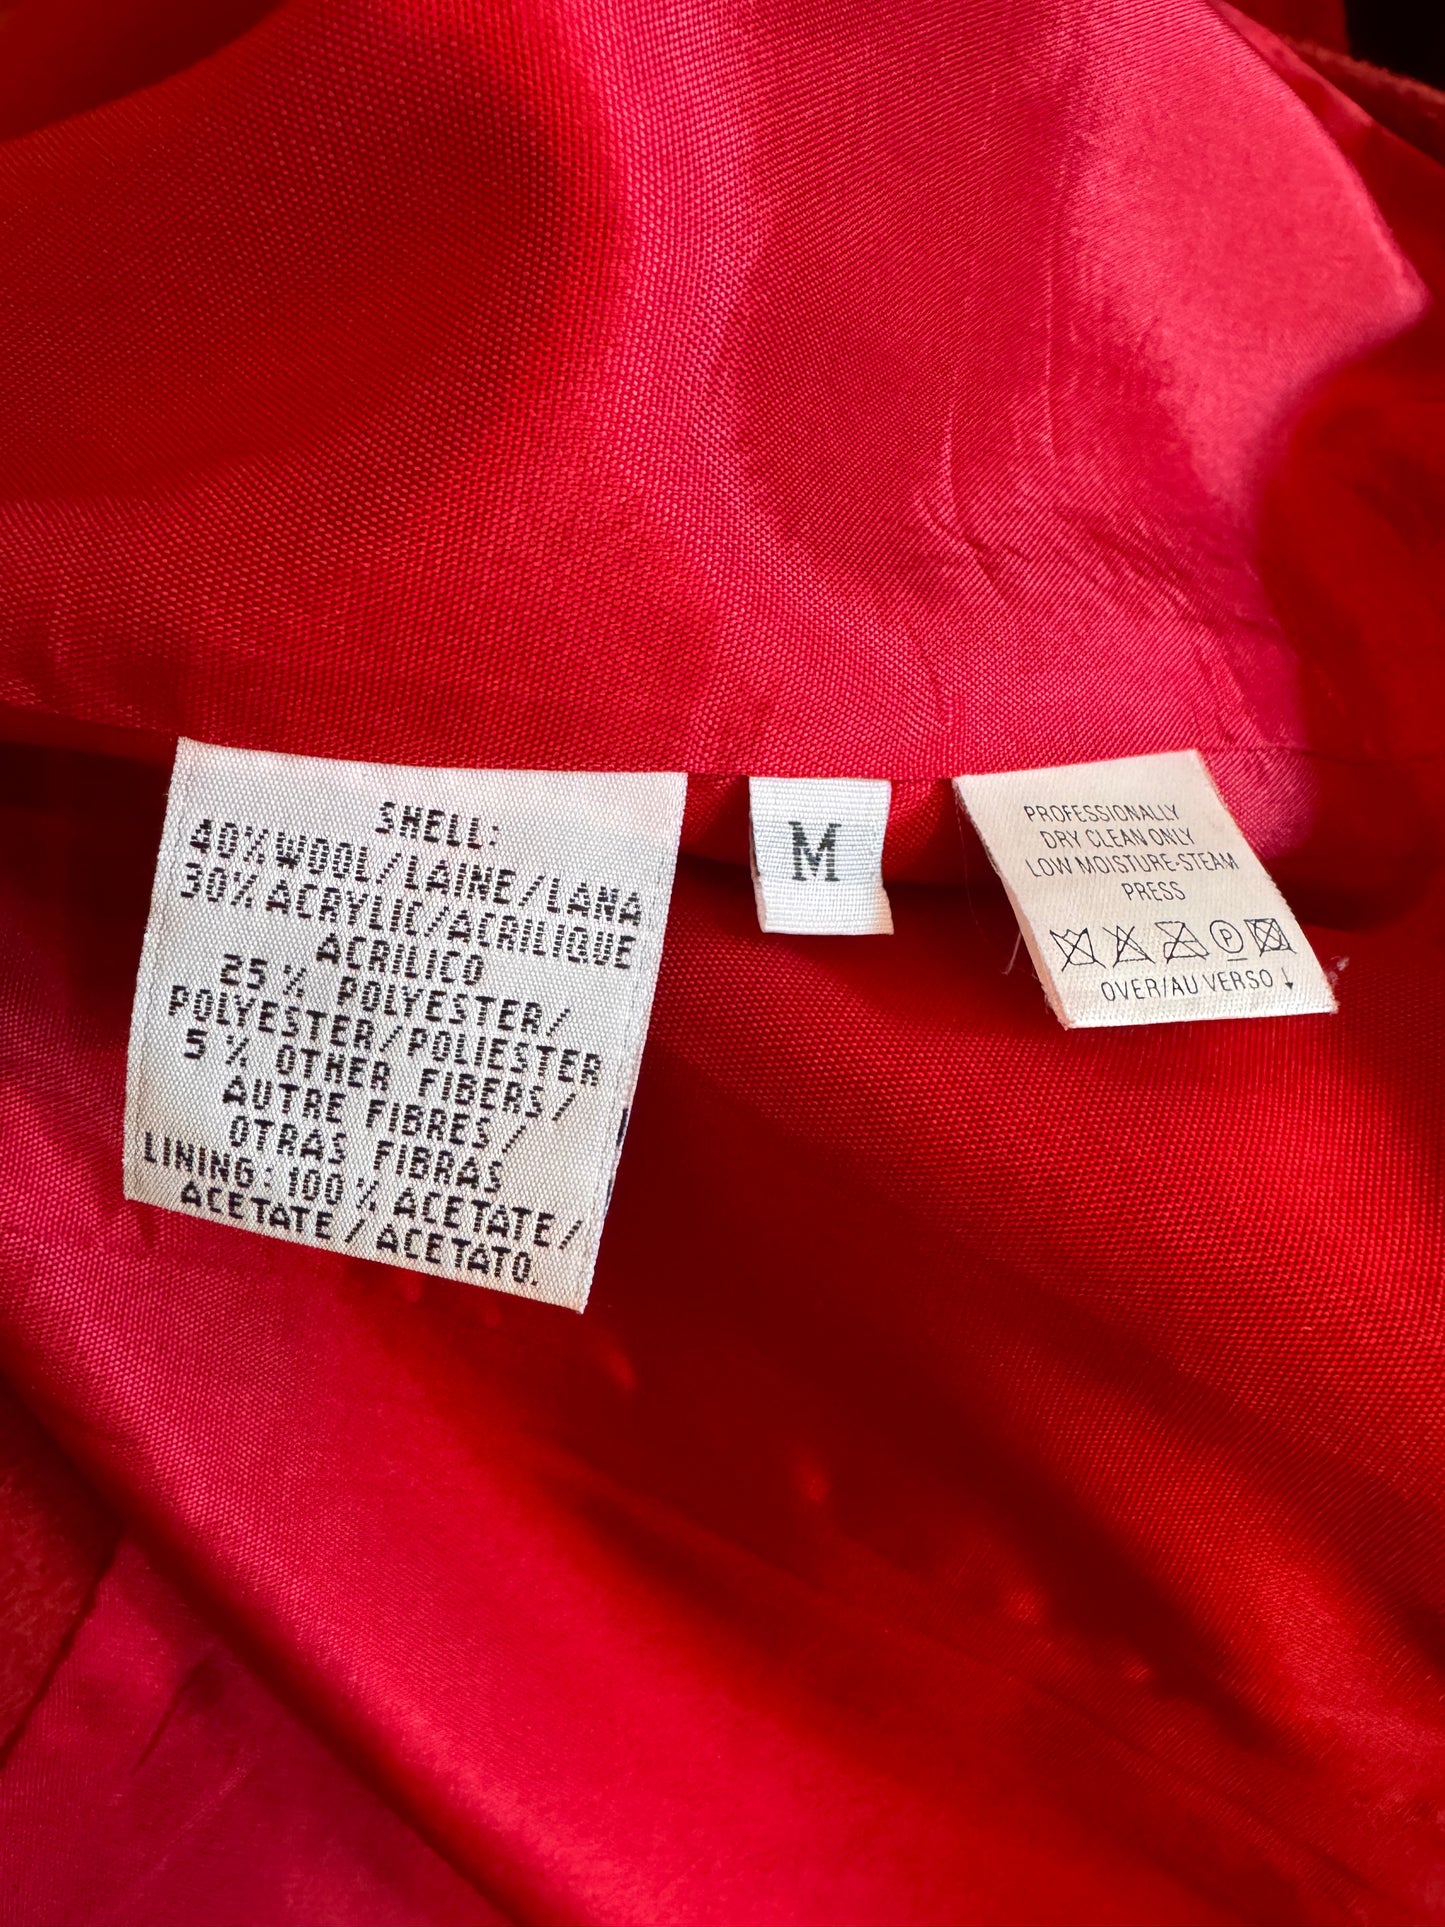 SHELL:
40%WOOL/LAINE/LANA
30%ACRYLIC/ACRILIQUE
ACRILICO
25% POLYESTER/
POLYESTER/POLIESTER
5% OTHER FIBERS/
AUTRE FIBRES/
OTRAS FIBRAS
LINING:100%ACETATE/
ACETATE/ACETATO.
M
PROFESSIONALLY
DRY CLEAN ONLY
LOW MOISTURE-STEAM
PRESS
P
OVER/AU VERSO ↓